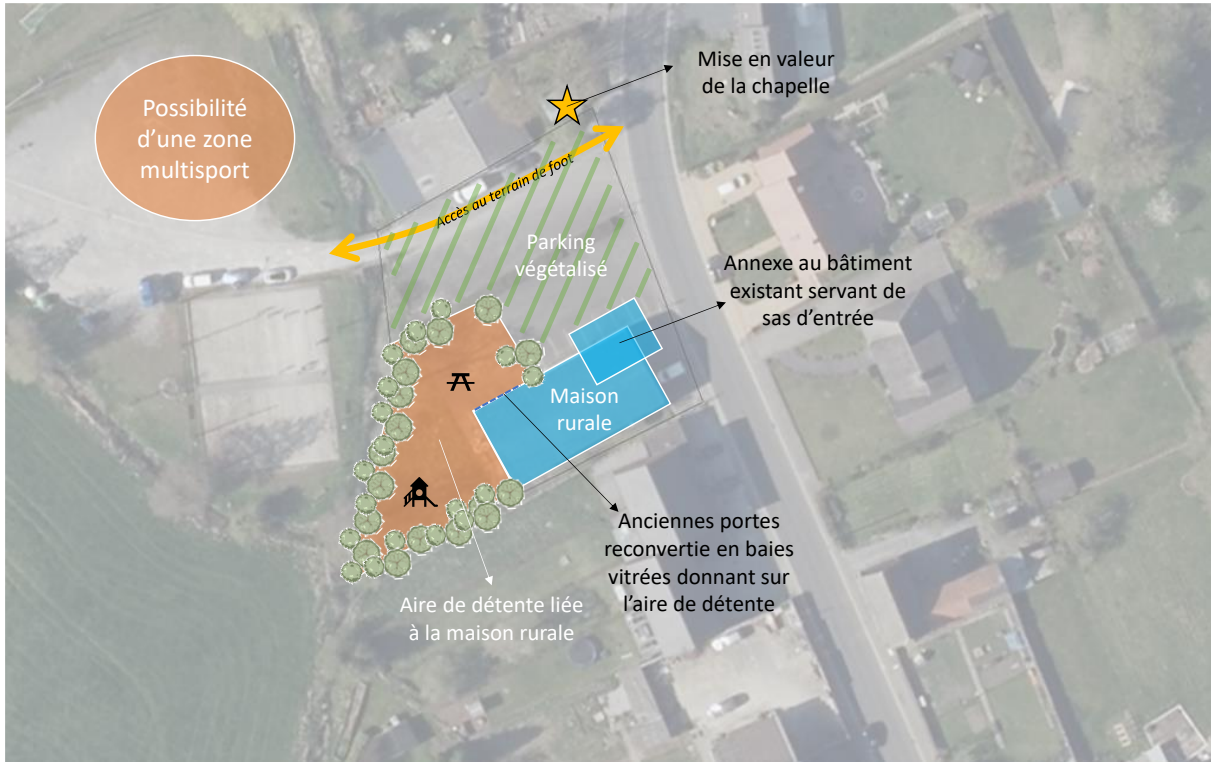 Possibilité
d'une zone
multisport
Mise en valeur
de la chapelle
Accès au terrain de foot
Parking
végétalisé
Annexe au bâtiment
existant servant de
sas d'entrée
Maison
rurale
Anciennes portes
reconvertie en baies
vitrées donnant sur
l'aire de détente
Aire de détente liée
à la maison rurale